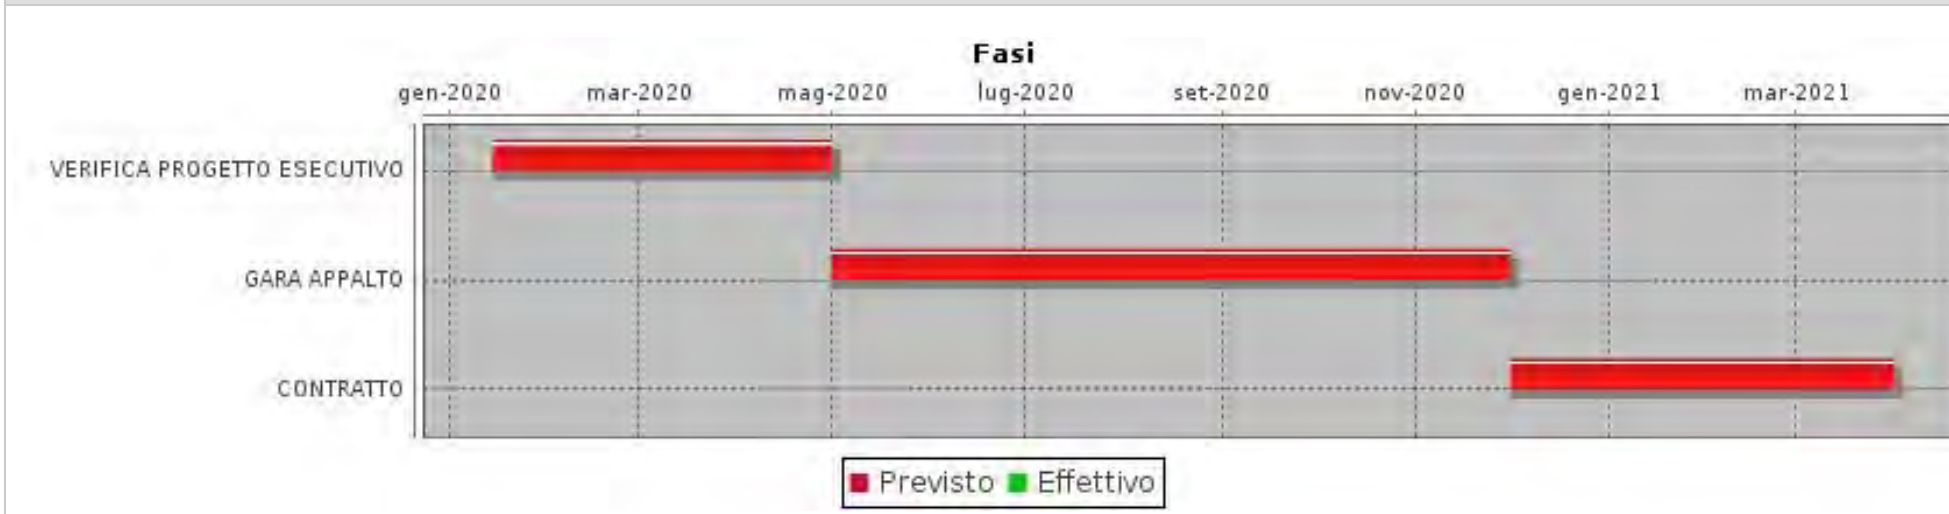 Fasi
gen-2020 mar-2020 mag-2020 lug-2020 set-2020 nov-2020 gen-2021 mar-2021
VERIFICA PROGETTO ESECUTIVO
GARA APPALTO
CONTRATTO
Previsto Effettivo